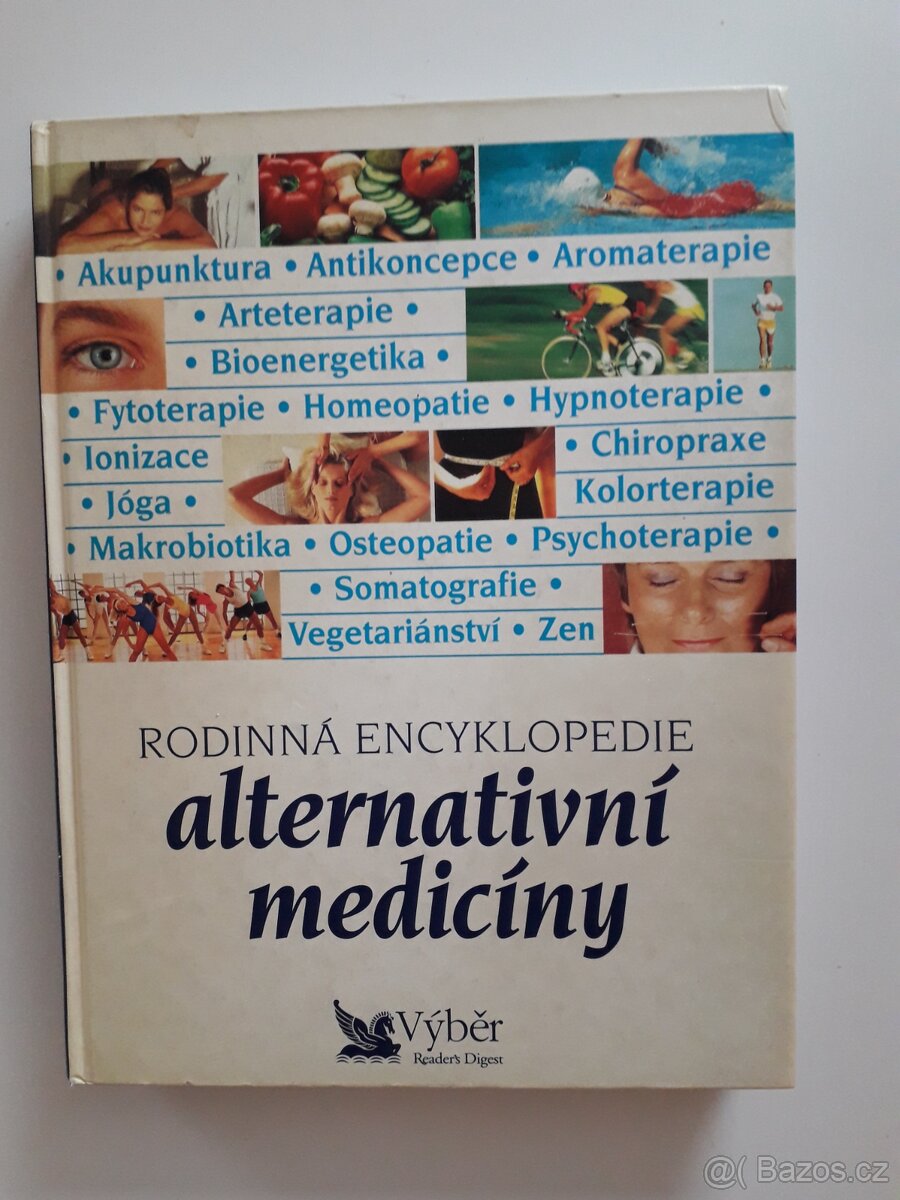 • Akupunktura • Antikoncepce • Aromaterapie
• Arteterapie •
• Bioenergetika •
• Fytoterapie • Homeopatie • Hypnoterapie •
• Ionizace
• Chiropraxe
• Jóga •
Kolorterapie
• Makrobiotika • Osteopatie • Psychoterapie •
• Somatografie •
Vegetariánství • Zen
RODINNÁ ENCYKLOPEDIE
alternativní
medicíny
Výběr
Reader's Digest
@( Bazos.cz